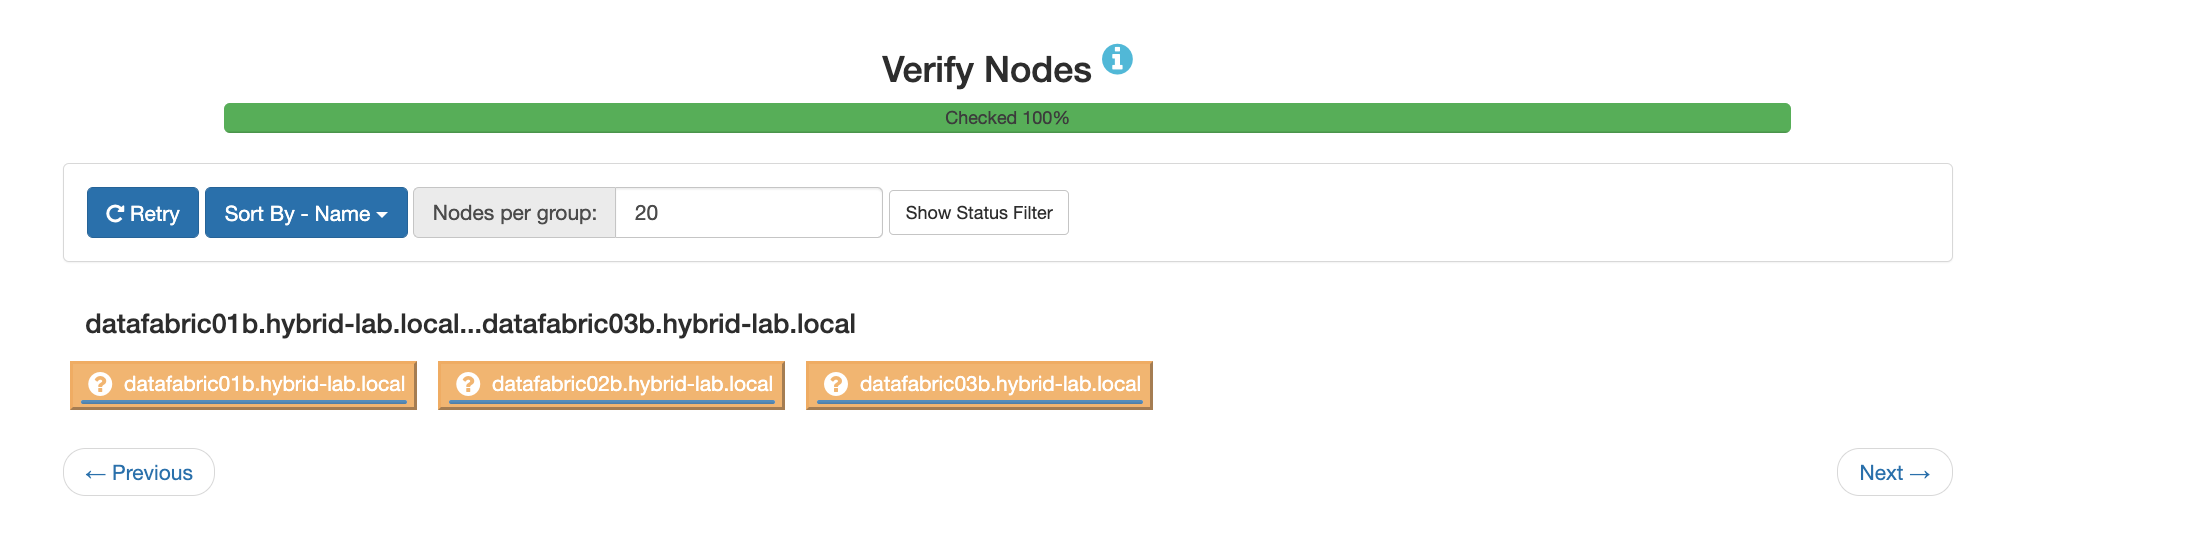 Verify Nodes
Checked 100%
Retry Sort By - Name Nodes per group: 20 Show Status Filter
datafabric01b.hybrid-lab.local...datafabric03b.hybrid-lab.local
datafabric01b.hybrid-lab.local datafabric02b.hybrid-lab.local datafabric03b.hybrid-lab.local
← Previous Next →